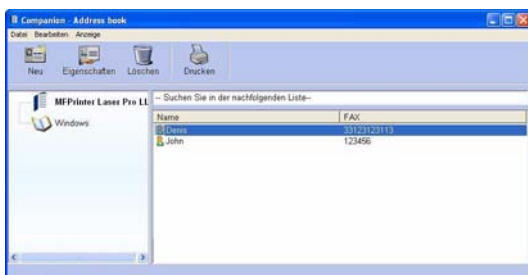 Companion - Address book
Datei Bearbeiten Anzeige
Neu Eigenschaften Löschen Drucken
MFPrinter Laser Pro LL
Windows
-- Suchen Sie in der nachfolgenden Liste--
Name FAX
Denis 33123123113
John 123456